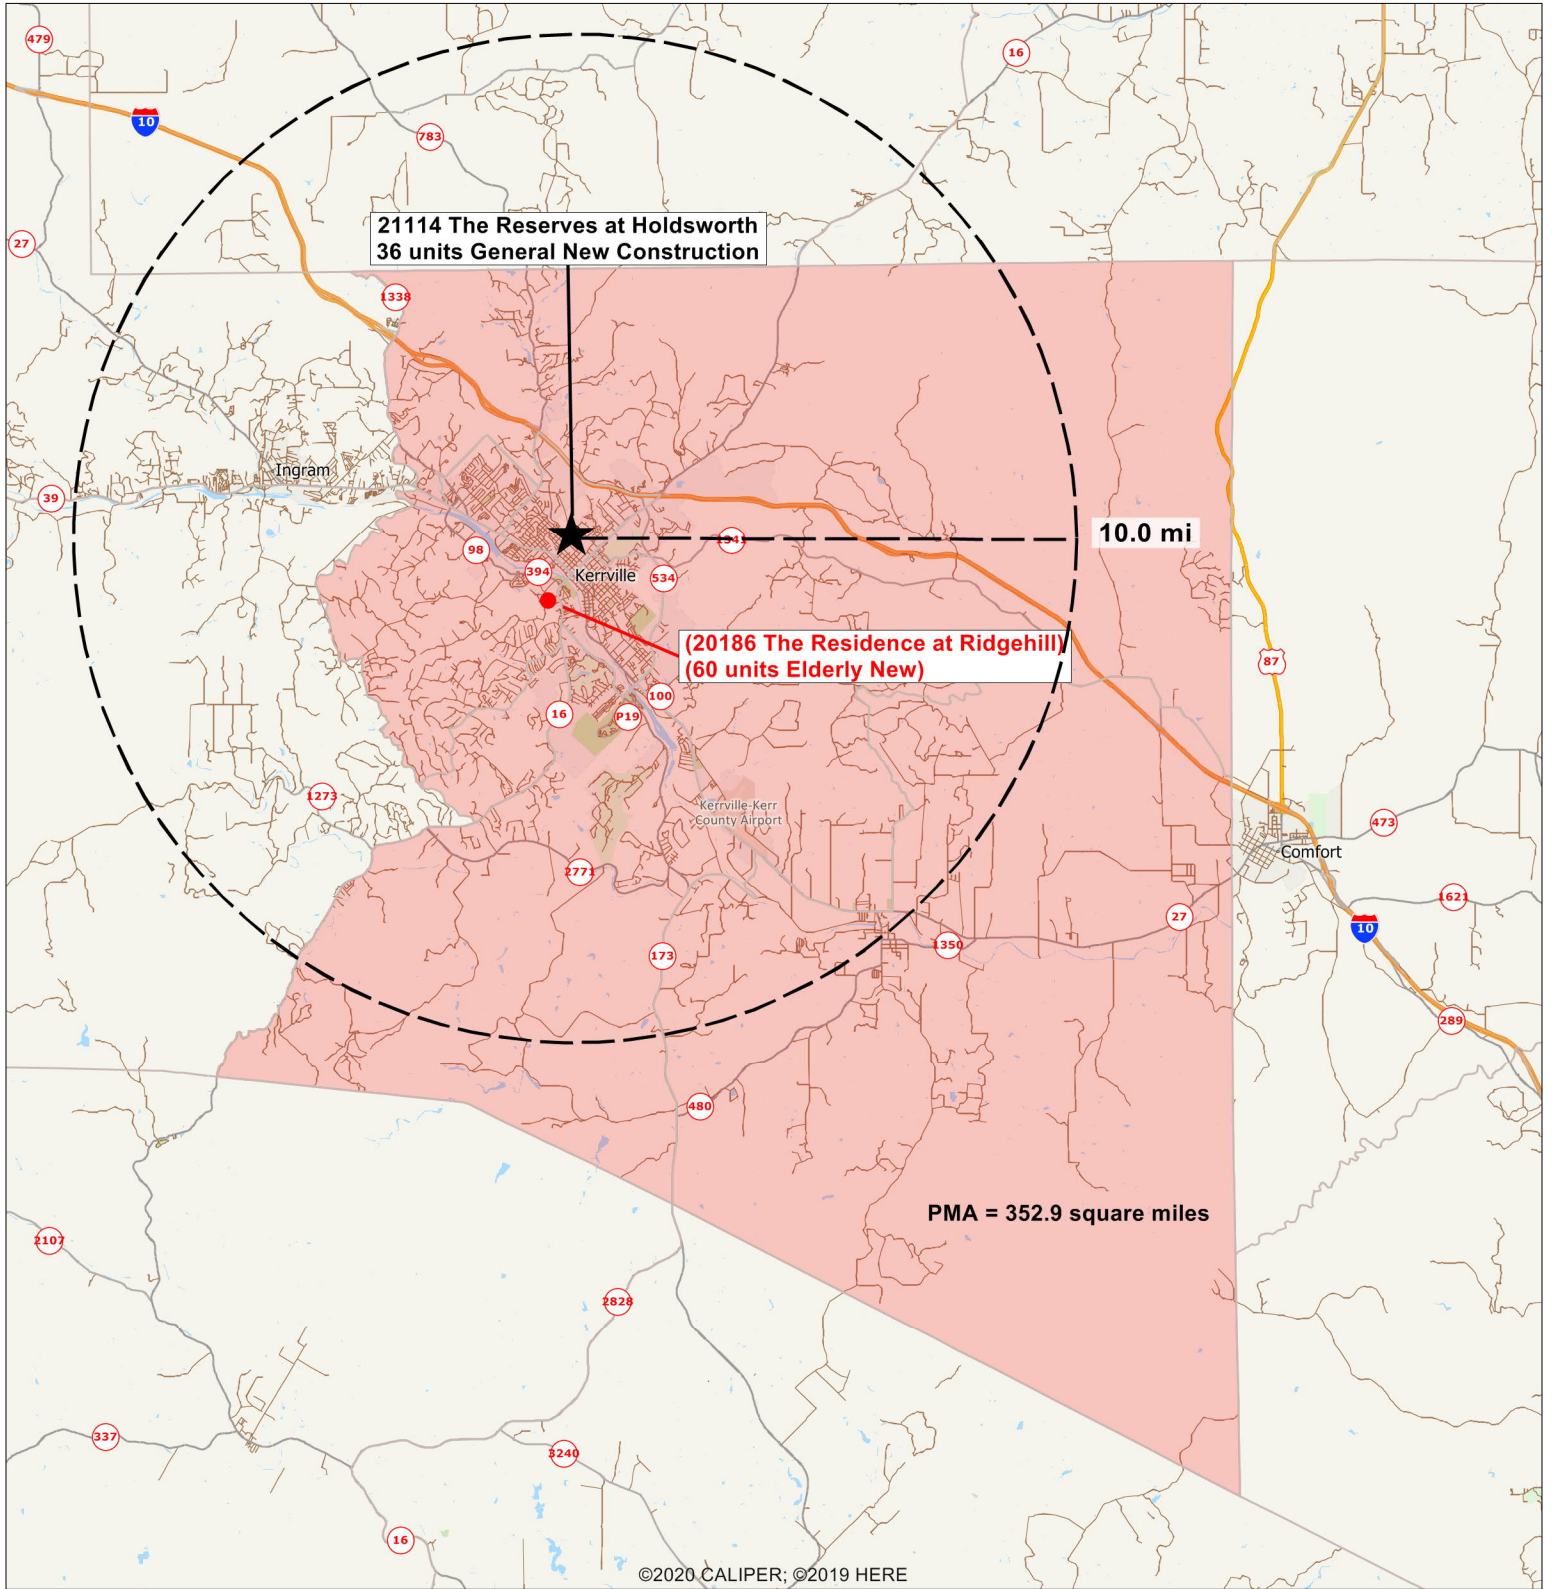 479
16
10
783
21114 The Reserves at Holdsworth
36 units General New Construction
27
1338
Ingram
39
10.0 mi
98
1341
394
Kerrville
534
(20186 The Residence at Ridgehill)
(60 units Elderly New)
87
100
16
P19
1273
Kerrville-Kerr
County Airport
473
Comfort
2771
1621
27
10
1350
173
289
480
PMA = 352.9 square miles
2107
2828
337
3240
16
©2020 CALIPER; ©2019 HERE